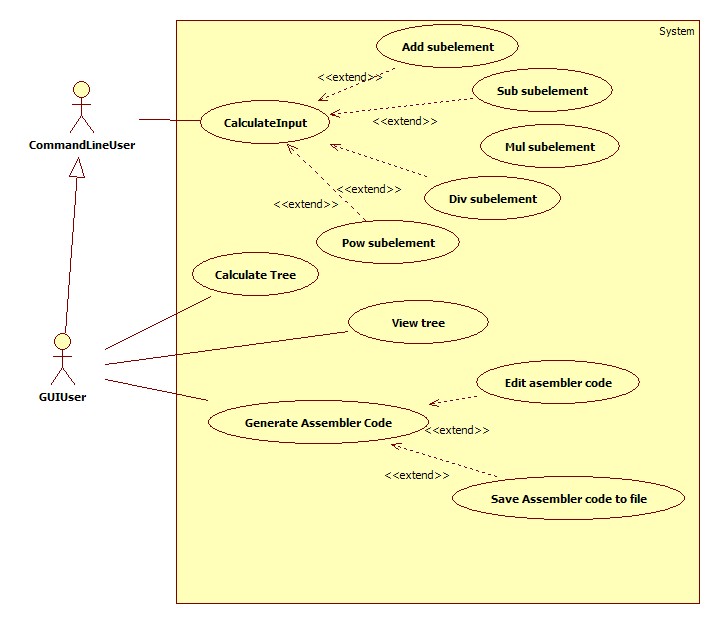 System
Add subelement
<<extend>>
Sub subelement
CalculateInput
<<extend>>
CommandLineUser
Mul subelement
<<extend>>
Div subelement
<<extend>>
Pow subelement
Calculate Tree
View tree
Edit asembler code
GUIUser
Generate Assembler Code
<<extend>>
<<extend>>
Save Assembler code to file